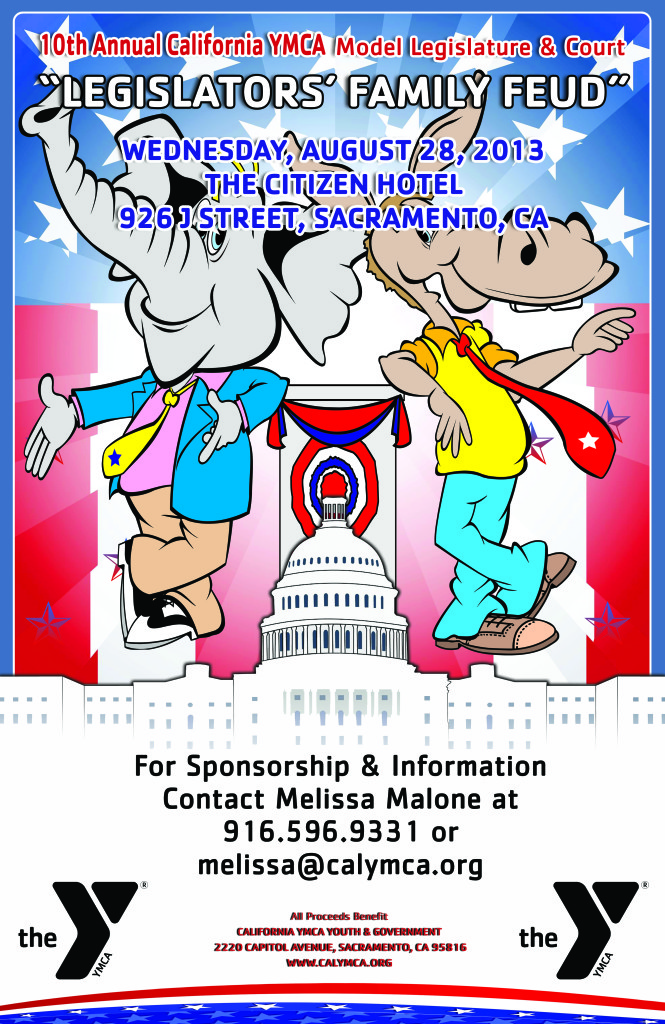 10th Annual California YMCA Model Legislature & Court
“LEGISLATORS’ FAMILY FEUD”
WEDNESDAY, AUGUST 28, 2013
THE CITIZEN HOTEL
926 J STREET, SACRAMENTO, CA
For Sponsorship & Information
Contact Melissa Malone at
916.596.9331 or
melissa@calymca.org
the Y® YMCA
All Proceeds Benefit
CALIFORNIA YMCA YOUTH & GOVERNMENT
2220 CAPITOL AVENUE, SACRAMENTO, CA 95816
WWW.CALYMCA.ORG
the Y® YMCA